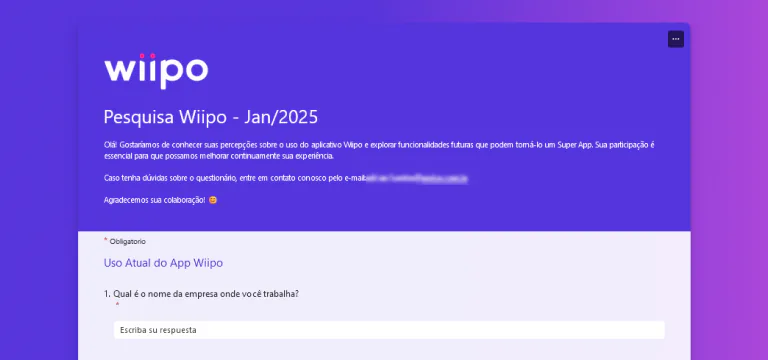 wiipo
Pesquisa Wiipo - Jan/2025
Olá! Gostaríamos de conhecer suas percepções sobre o uso do aplicativo Wiipo e explorar funcionalidades futuras que podem torná-lo um Super App. Sua participação é
essencial para que possamos melhorar continuamente sua experiência.
Caso tenha dúvidas sobre o questionário, entre em contato conosco pelo e-mail
Agradecemos sua colaboração! 😊
* Obligatorio
Uso Atual do App Wiipo
1. Qual é o nome da empresa onde você trabalha?
*
Escriba su respuesta